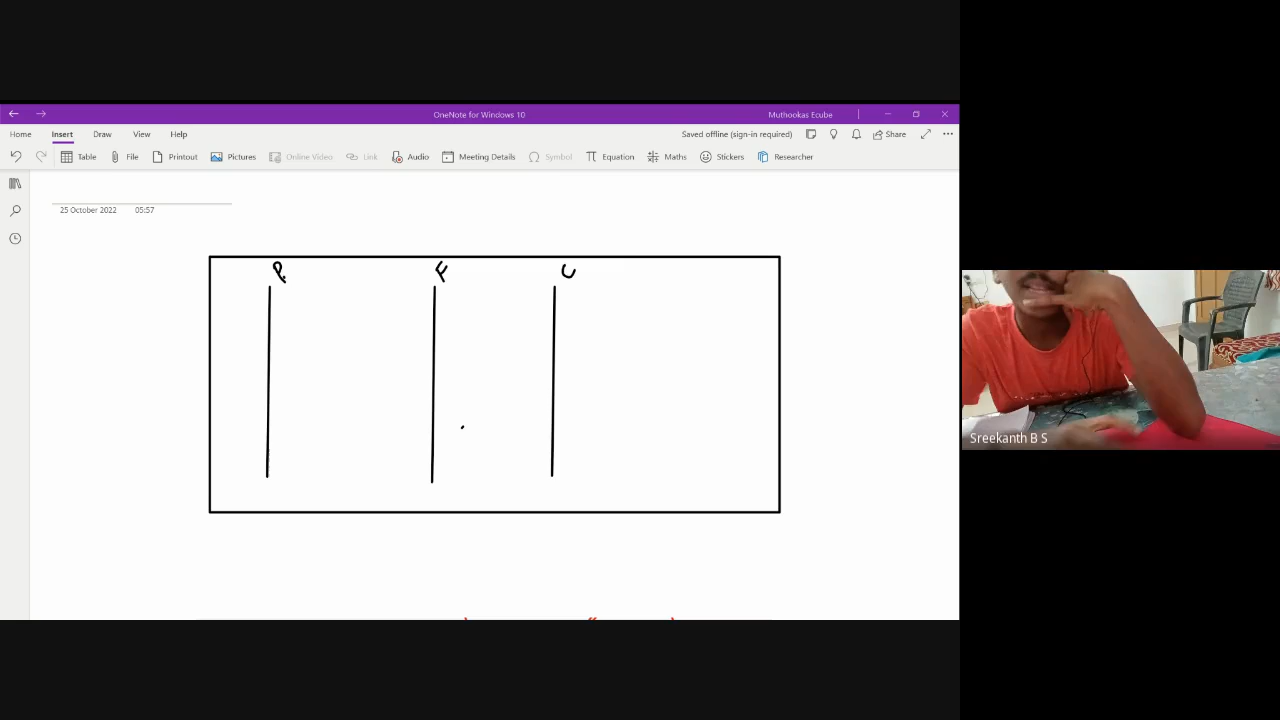 OneNote for Windows 10
Muthookas Ecube
Home Insert Draw View Help
Saved offline (sign-in required)
Share
Table File Printout Pictures Online Video Link Audio Meeting Details Symbol Equation Maths Stickers Researcher
25 October 2022 05:57
P. F C
Sreekanth B S